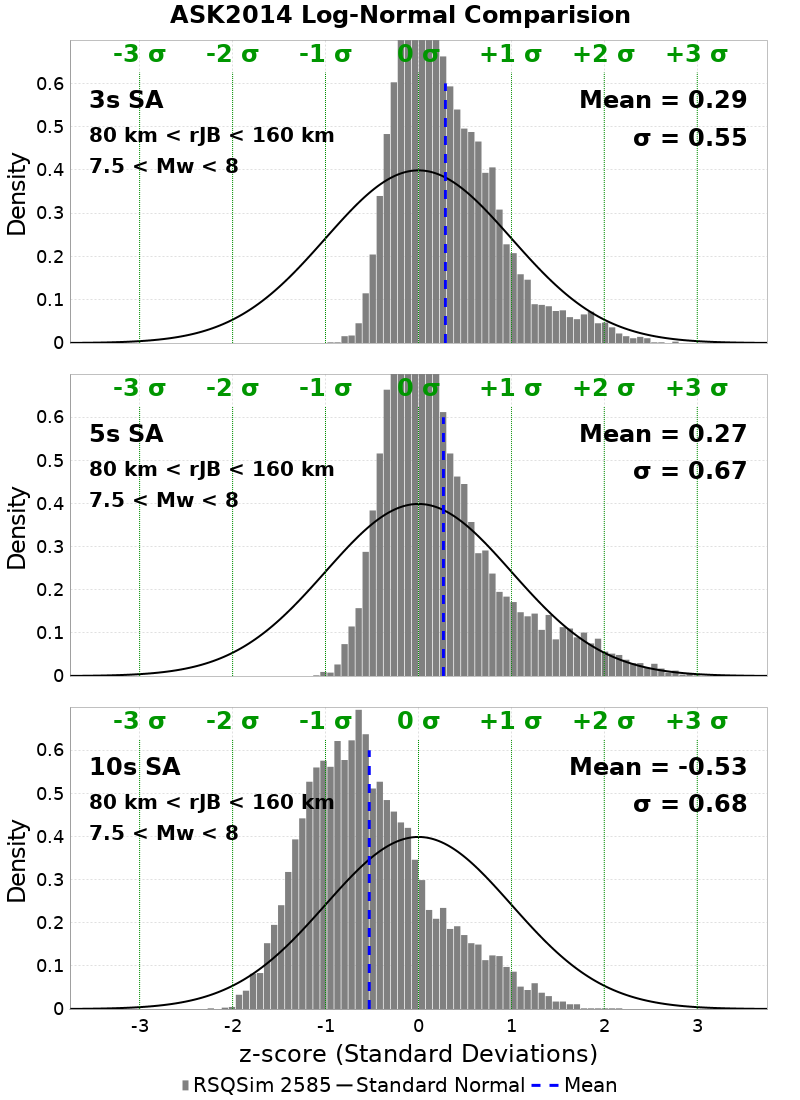 ASK2014 Log-Normal Comparision
-3 σ -2 σ -1 σ 0 σ +1 σ +2 σ +3 σ
3s SA
80 km < rJB < 160 km
7.5 < Mw < 8
Mean = 0.29
σ = 0.55
Density
0.6
0.5
0.4
0.3
0.2
0.1
0
-3 σ -2 σ -1 σ 0 σ +1 σ +2 σ +3 σ
5s SA
80 km < rJB < 160 km
7.5 < Mw < 8
Mean = 0.27
σ = 0.67
Density
0.6
0.5
0.4
0.3
0.2
0.1
0
-3 σ -2 σ -1 σ 0 σ +1 σ +2 σ +3 σ
10s SA
80 km < rJB < 160 km
7.5 < Mw < 8
Mean = -0.53
σ = 0.68
Density
0.6
0.5
0.4
0.3
0.2
0.1
0
-3 -2 -1 0 1 2 3
z-score (Standard Deviations)
RSQSim 2585 Standard Normal Mean